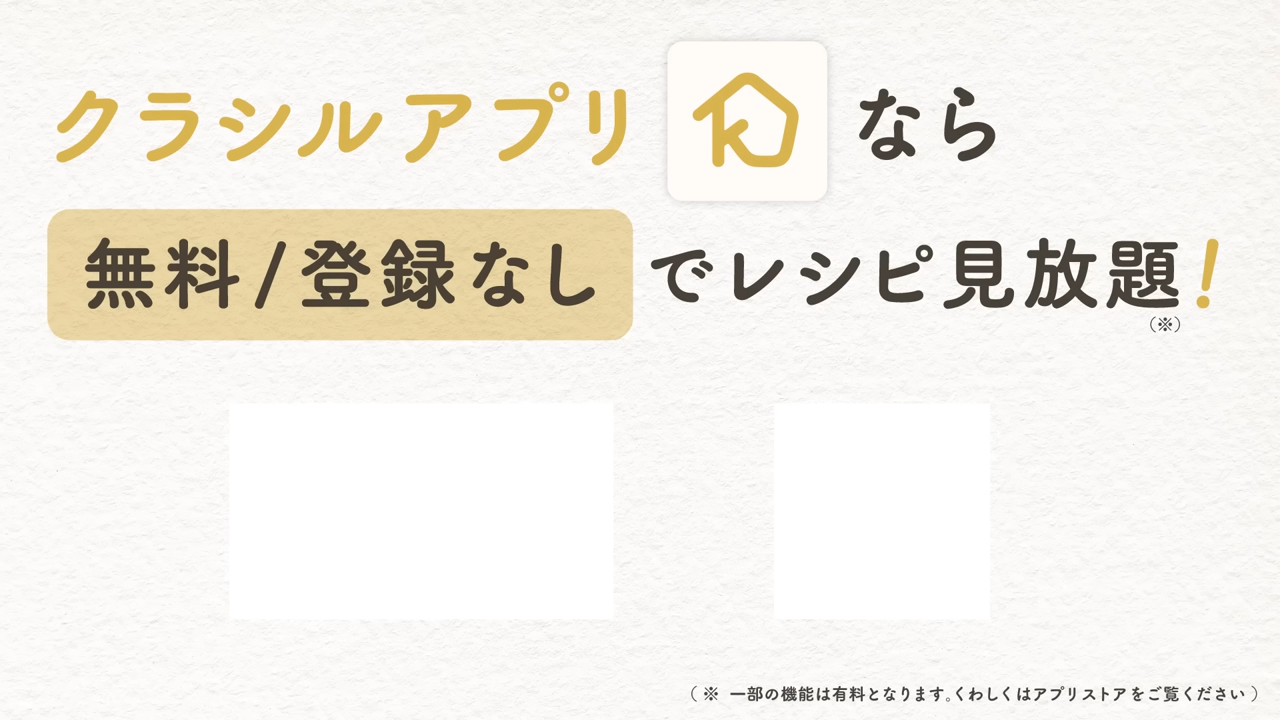 クラシルアプリ なら
無料/登録なし でレシピ見放題!
(※)
( ※ 一部の機能は有料となります。くわしくはアプリストアをご覧ください )